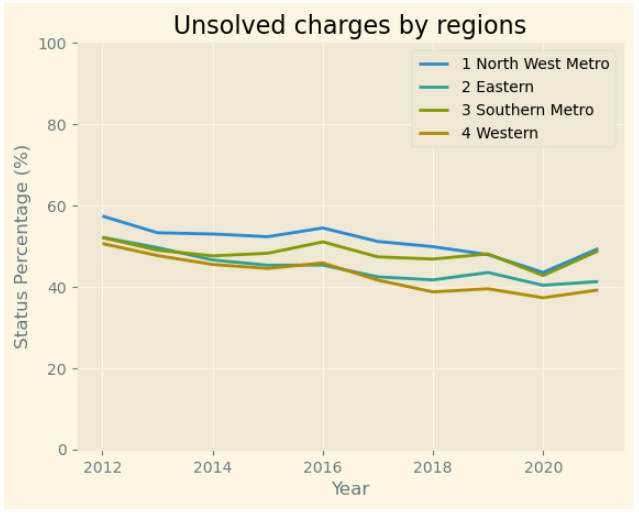 Unsolved charges by regions
100
80
60
40
20
0
Status Percentage (%)
1 North West Metro
2 Eastern
3 Southern Metro
4 Western
2012 2014 2016 2018 2020
Year